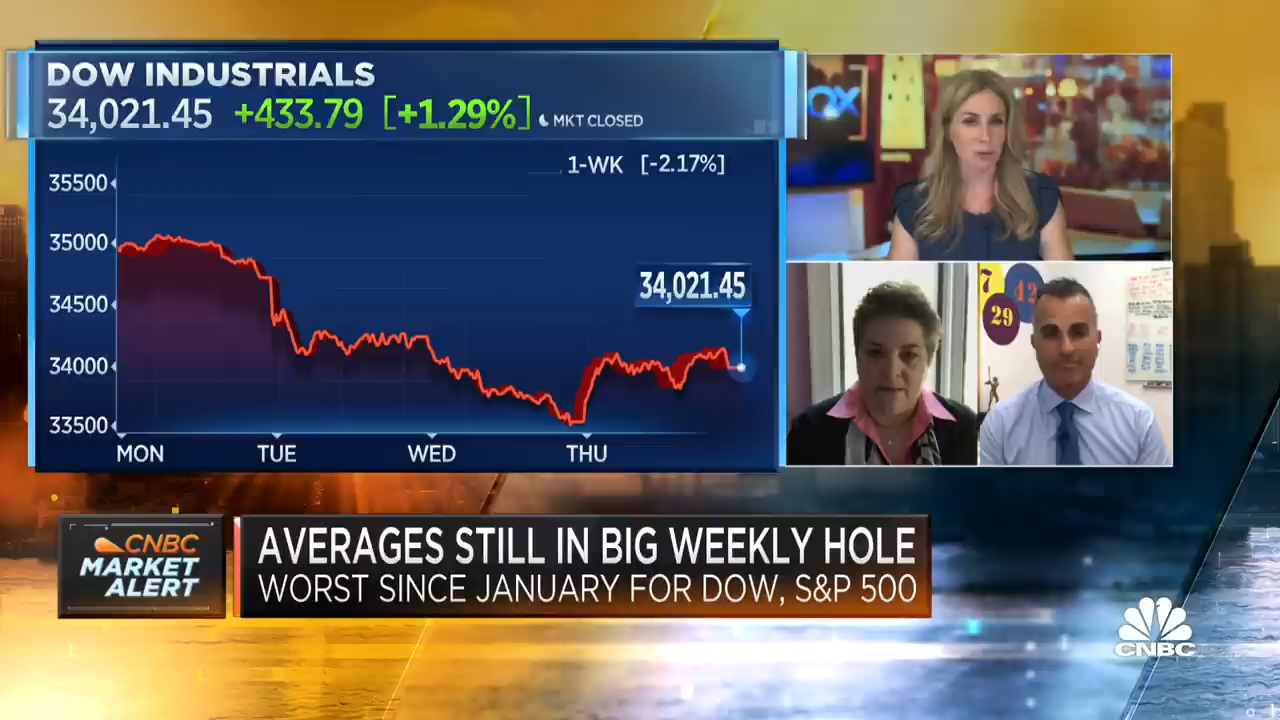 DOW INDUSTRIALS
34,021.45 +433.79 [+1.29%] MKT CLOSED
1-WK [-2.17%]
35500
35000
34500
34000
33500
34,021.45
MON TUE WED THU
OX
7
42
29
CNBC
MARKET
ALERT
AVERAGES STILL IN BIG WEEKLY HOLE
WORST SINCE JANUARY FOR DOW, S&P 500
CNBC